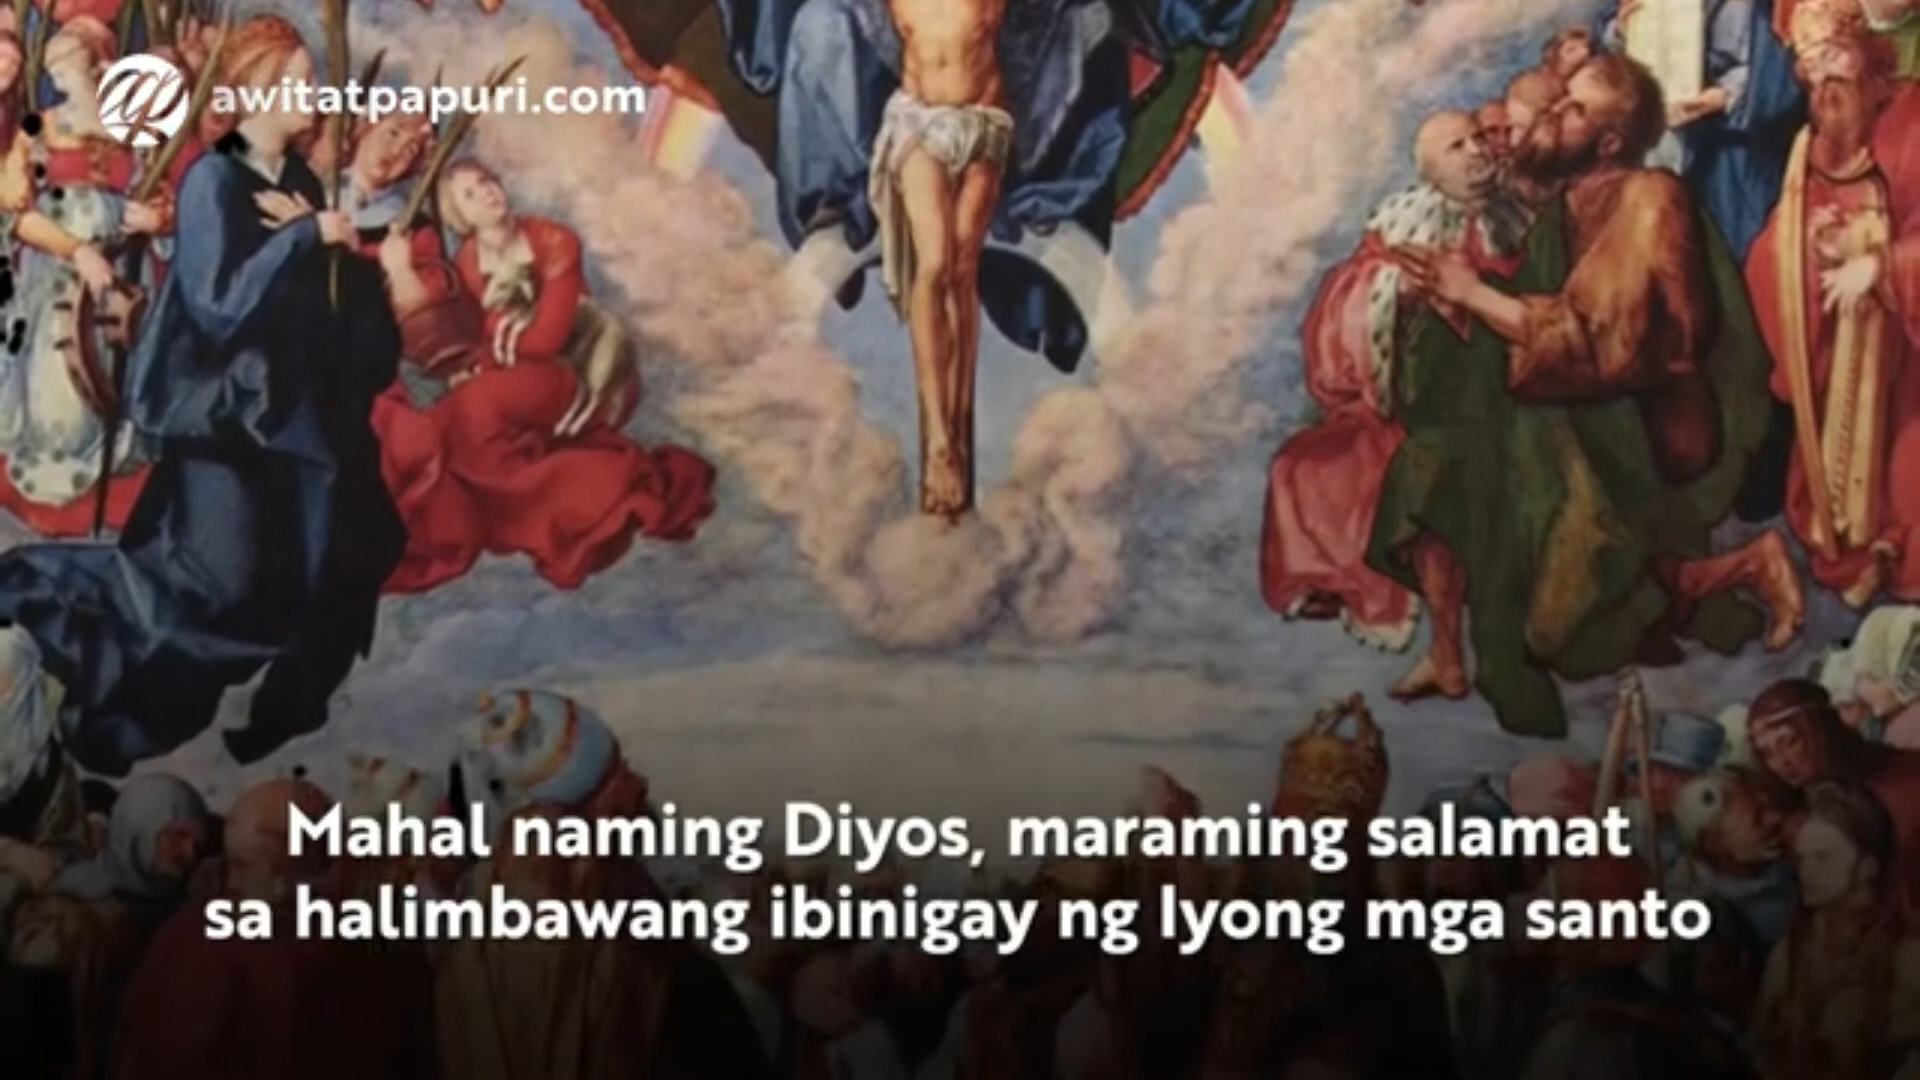 awitatpapuri.com
Mahal naming Diyos, maraming salamat
sa halimbawang ibinigay ng Iyong mga santo